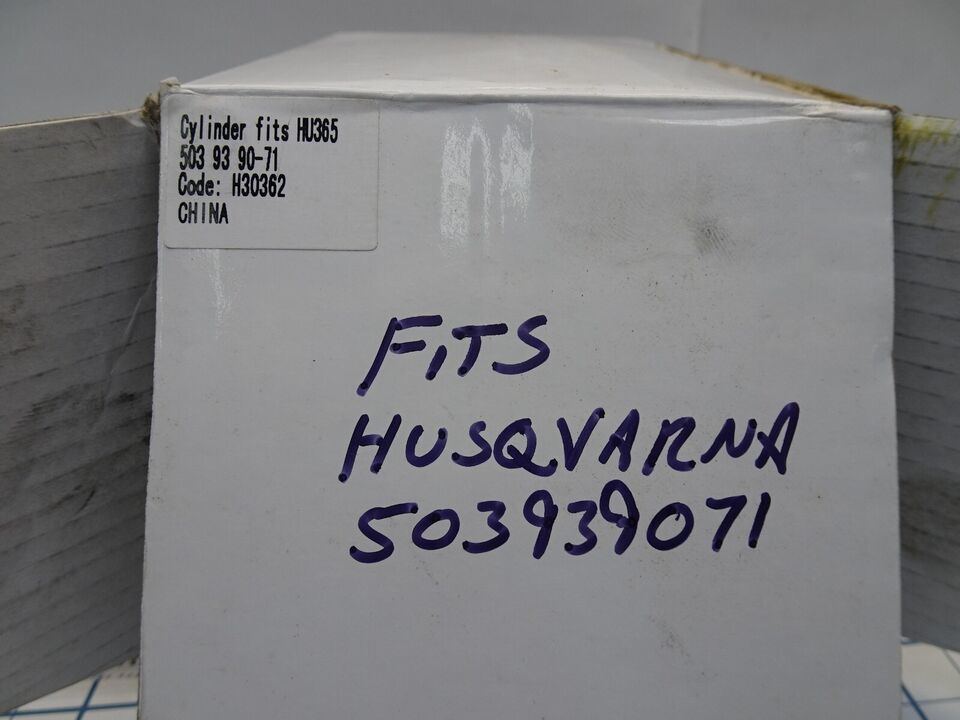 Cylinder fits HU365
503 93 90-71
Code: H30362
CHINA
FiTS
HUSQVARNA
503939071